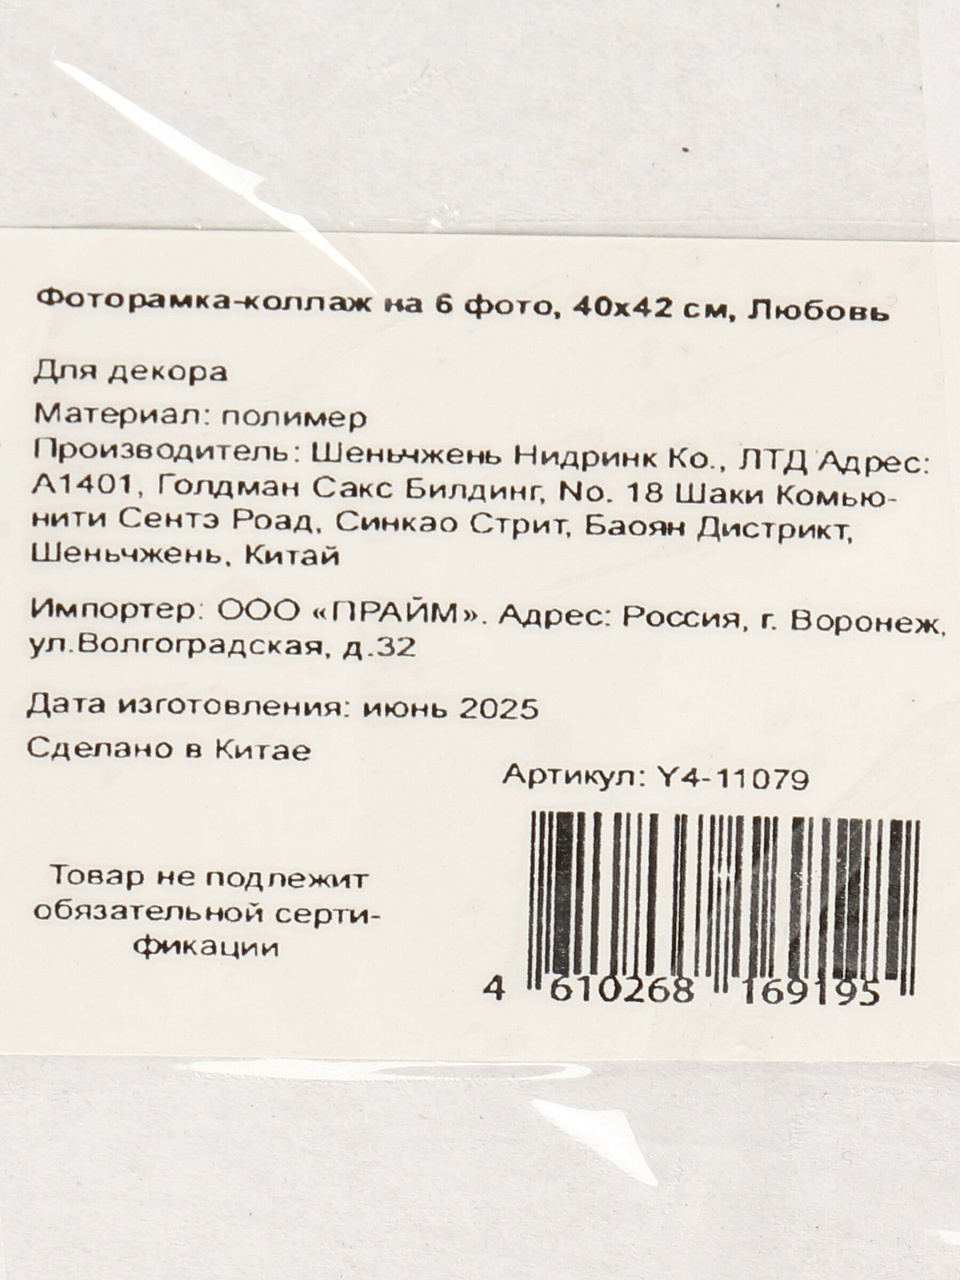 Фоторамка-коллаж на 6 фото, 40х42 см, Любовь
Для декора
Материал: полимер
Производитель: Шеньчжень Нидринк Ко., ЛТД Адрес:
А1401, Голдман Сакс Билдинг, No. 18 Шаки Комью-
нити Сентэ Роад, Синкао Стрит, Баоян Дистрикт,
Шеньчжень, Китай
Импортер: ООО «ПРАЙМ». Адрес: Россия, г. Воронеж,
ул.Волгоградская, д.32
Дата изготовления: июнь 2025
Сделано в Китае
Артикул: Y4-11079
Товар не подлежит
обязательной серти-
фикации
4 610268 169195